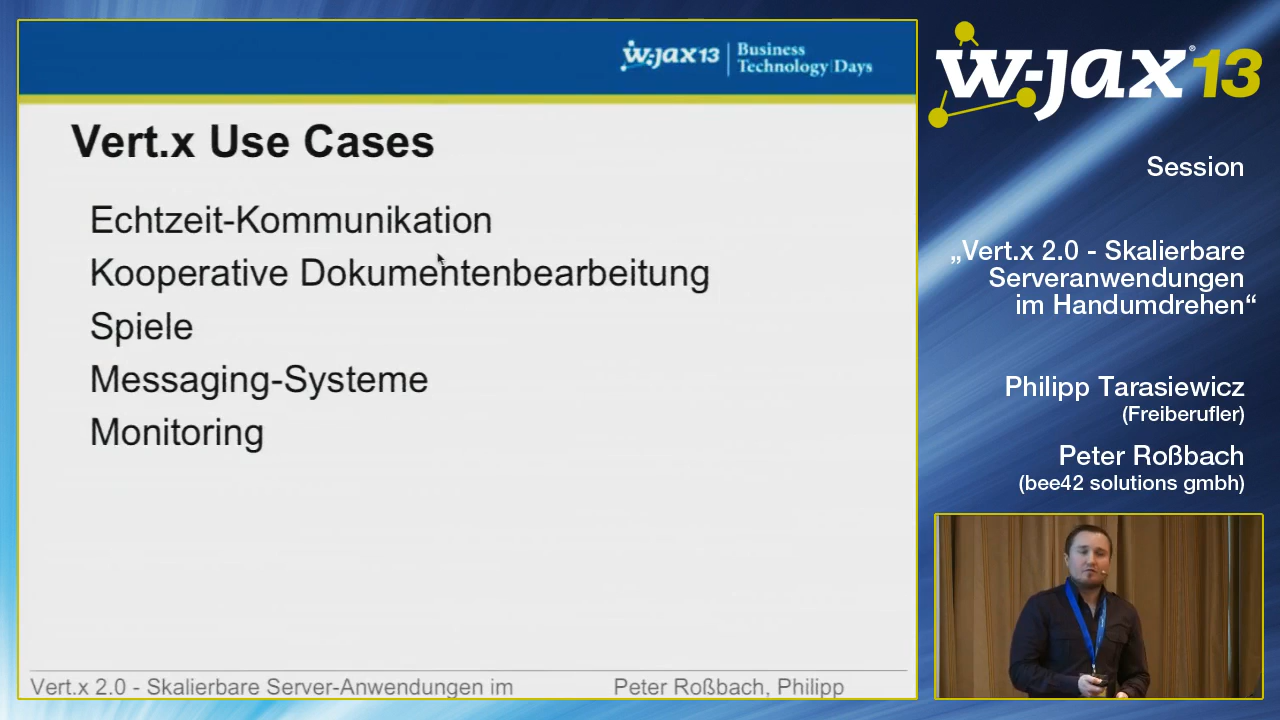 w-jax13
Business
Technology Days
Vert.x Use Cases
Echtzeit-Kommunikation
Kooperative Dokumentenbearbeitung
Spiele
Messaging-Systeme
Monitoring
Vert.x 2.0 - Skalierbare Server-Anwendungen im
Peter Roßbach, Philipp
w-jax® 13
Session
„Vert.x 2.0 - Skalierbare
Serveranwendungen
im Handumdrehen“
Philipp Tarasiewicz
(Freiberufler)
Peter Roßbach
(bee42 solutions gmbh)